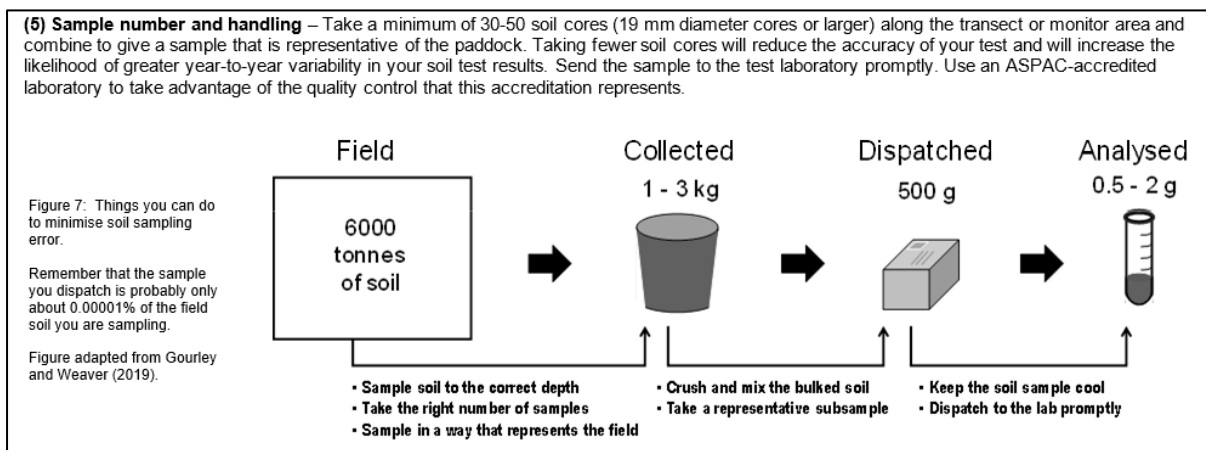 (5) Sample number and handling – Take a minimum of 30-50 soil cores (19 mm diameter cores or larger) along the transect or monitor area and
combine to give a sample that is representative of the paddock. Taking fewer soil cores will reduce the accuracy of your test and will increase the
likelihood of greater year-to-year variability in your soil test results. Send the sample to the test laboratory promptly. Use an ASPAC-accredited
laboratory to take advantage of the quality control that this accreditation represents.
Figure 7: Things you can do
to minimise soil sampling
error.
Remember that the sample
you dispatch is probably only
about 0.00001% of the field
soil you are sampling.
Figure adapted from Gourley
and Weaver (2019).
Field
6000
tonnes
of soil
Collected
1 - 3 kg
Dispatched
500 g
Analysed
0.5 - 2 g
▪ Sample soil to the correct depth
▪ Take the right number of samples
▪ Sample in a way that represents the field
▪ Crush and mix the bulked soil
▪ Take a representative subsample
▪ Keep the soil sample cool
▪ Dispatch to the lab promptly